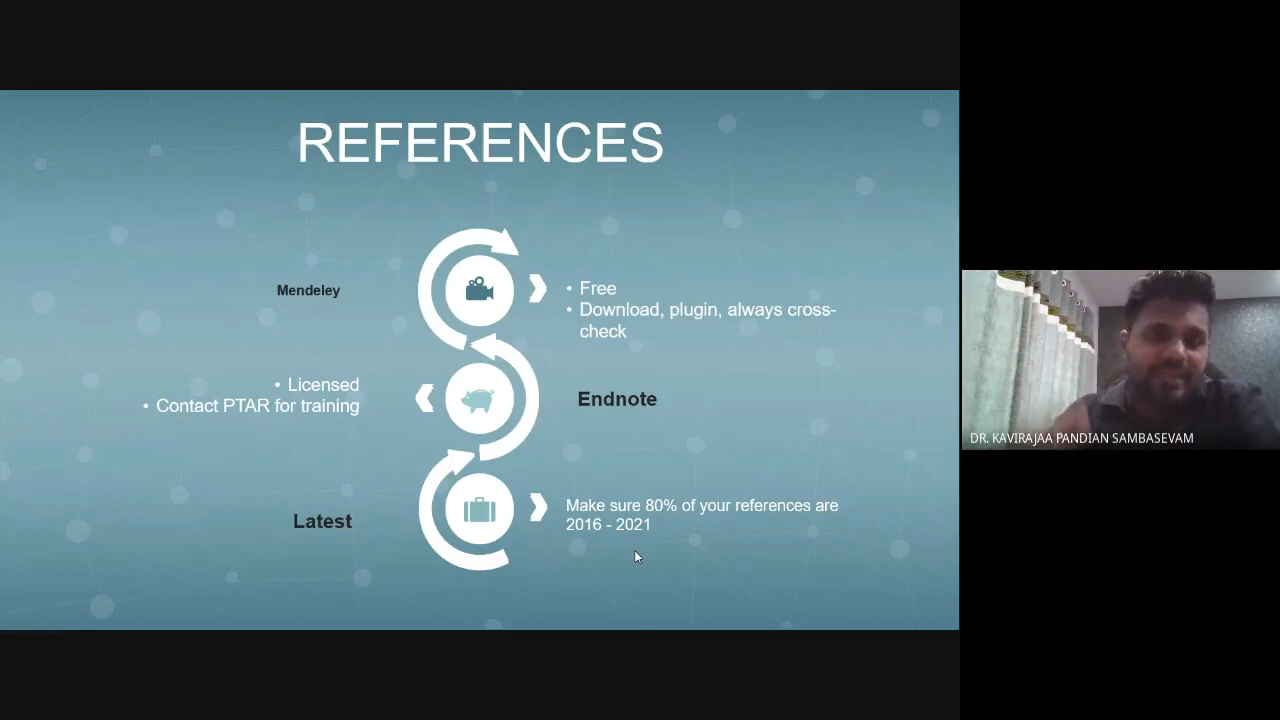 REFERENCES
Mendeley
• Free
• Download, plugin, always cross-
check
• Licensed
• Contact PTAR for training
Endnote
Latest
Make sure 80% of your references are
2016 - 2021
DR. KAVIRAJAA PANDIAN SAMBASEVAM